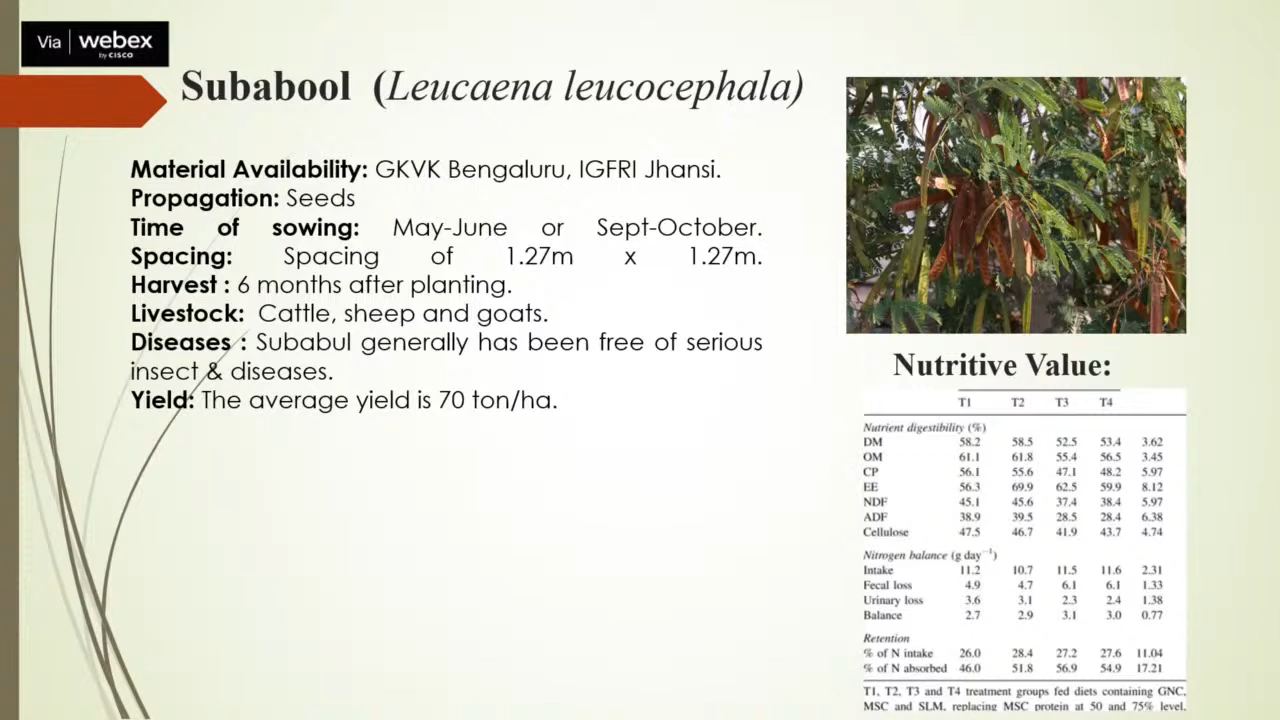 Via | webex
by CISCO
Subabool (Leucaena leucocephala)
Material Availability: GKVK Bengaluru, IGFRI Jhansi.
Propagation: Seeds
Time of sowing: May-June or Sept-October.
Spacing: Spacing of 1.27m x 1.27m.
Harvest : 6 months after planting.
Livestock: Cattle, sheep and goats.
Diseases : Subabul generally has been free of serious
insect & diseases.
Yield: The average yield is 70 ton/ha.
Nutritive Value:
T1 T2 T3 T4
Nutrient digestibility (%)
DM 58.2 58.5 52.5 53.4 3.62
OM 61.1 61.8 55.4 56.5 3.45
CP 56.1 55.6 47.1 48.2 5.97
EE 56.3 69.9 62.5 59.9 8.12
NDF 45.1 45.6 37.4 38.4 5.97
ADF 38.9 39.5 28.5 28.4 6.38
Cellulose 47.5 46.7 41.9 43.7 4.74
Nitrogen balance (g day⁻¹)
Intake 11.2 10.7 11.5 11.6 2.31
Fecal loss 4.9 4.7 6.1 6.1 1.33
Urinary loss 3.6 3.1 2.3 2.4 1.38
Balance 2.7 2.9 3.1 3.0 0.77
Retention
% of N intake 26.0 28.4 27.2 27.6 11.04
% of N absorbed 46.0 51.8 56.9 54.9 17.21
T1, T2, T3 and T4 treatment groups fed diets containing GNC,
MSC and SLM, replacing MSC protein at 50 and 75% level,